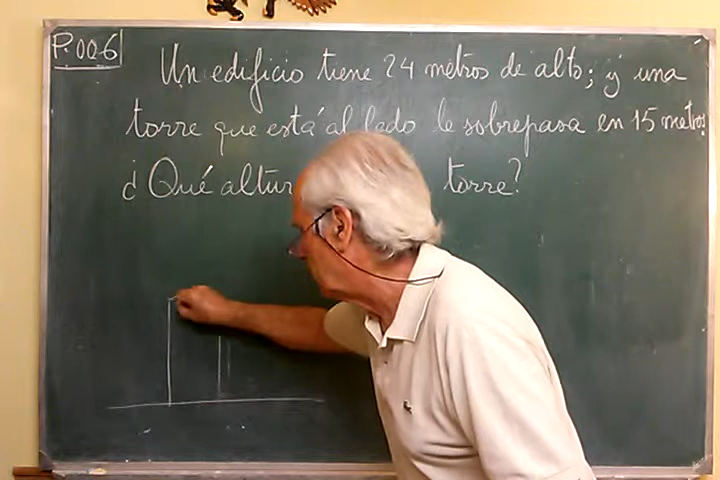 P.006
Un edificio tiene 24 metros de alto; y una
torre que está al lado le sobrepasa en 15 metros.
¿Qué altur torre?